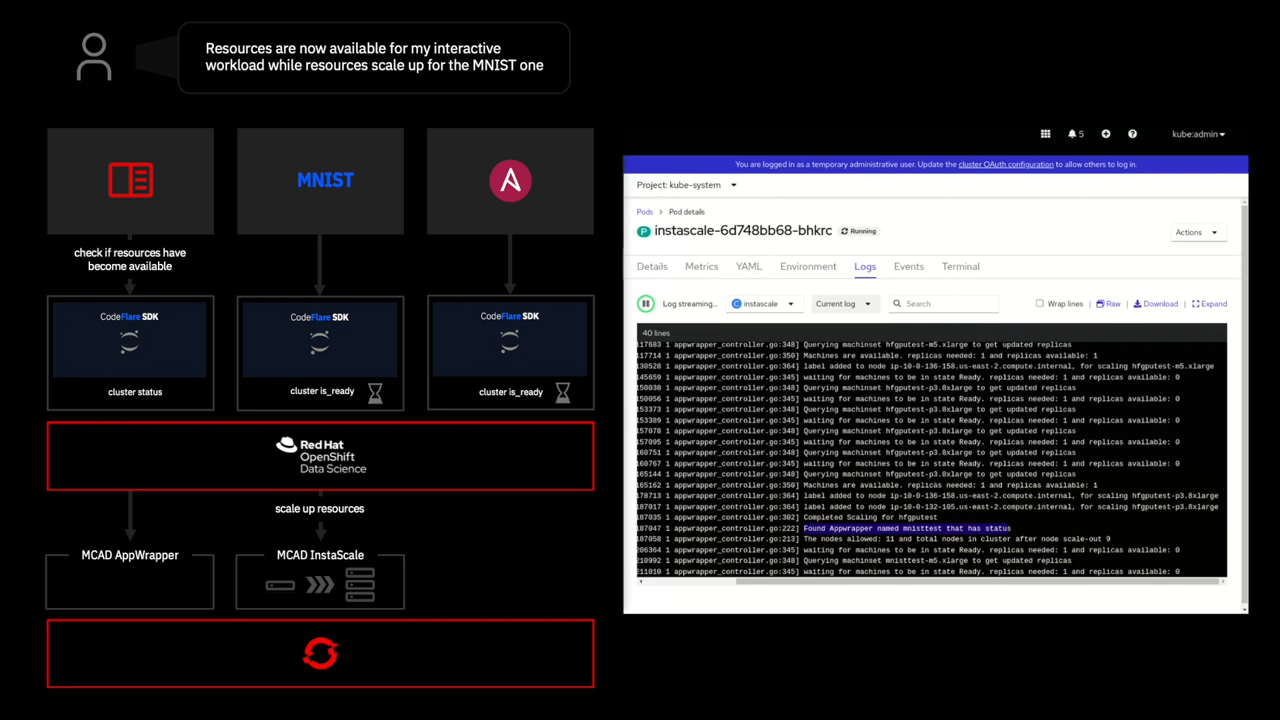 Resources are now available for my interactive
workload while resources scale up for the MNIST one
MNIST
check if resources have
become available
CodeFlare SDK
cluster status
CodeFlare SDK
cluster is_ready
CodeFlare SDK
cluster is_ready
Red Hat
OpenShift
Data Science
scale up resources
MCAD AppWrapper
MCAD InstaScale
5
kube:admin
You are logged in as a temporary administrative user. Update the cluster OAuth configuration to allow others to log in.
Project: kube-system
Pods > Pod details
P instascale-6d748bb68-bhkrc Running
Actions
Details Metrics YAML Environment Logs Events Terminal
Log streaming... C instascale Current log Search Wrap lines Raw Download Expand
40 lines
117683 1 appwrapper_controller.go:348] Querying machinset hfgputest-m5.xlarge to get updated replicas
117714 1 appwrapper_controller.go:350] Machines are available. replicas needed: 1 and replicas available: 1
130528 1 appwrapper_controller.go:364] label added to node ip-10-0-136-158.us-east-2.compute.internal, for scaling hfgputest-m5.xlarge
145659 1 appwrapper_controller.go:345] waiting for machines to be in state Ready. replicas needed: 1 and replicas available: 0
150038 1 appwrapper_controller.go:348] Querying machinset hfgputest-p3.8xlarge to get updated replicas
150056 1 appwrapper_controller.go:345] waiting for machines to be in state Ready. replicas needed: 1 and replicas available: 0
153373 1 appwrapper_controller.go:348] Querying machinset hfgputest-p3.8xlarge to get updated replicas
153389 1 appwrapper_controller.go:345] waiting for machines to be in state Ready. replicas needed: 1 and replicas available: 0
157078 1 appwrapper_controller.go:348] Querying machinset hfgputest-p3.8xlarge to get updated replicas
157095 1 appwrapper_controller.go:345] waiting for machines to be in state Ready. replicas needed: 1 and replicas available: 0
160751 1 appwrapper_controller.go:348] Querying machinset hfgputest-p3.8xlarge to get updated replicas
160767 1 appwrapper_controller.go:345] waiting for machines to be in state Ready. replicas needed: 1 and replicas available: 0
165144 1 appwrapper_controller.go:348] Querying machinset hfgputest-p3.8xlarge to get updated replicas
165162 1 appwrapper_controller.go:350] Machines are available. replicas needed: 1 and replicas available: 1
178713 1 appwrapper_controller.go:364] label added to node ip-10-0-136-158.us-east-2.compute.internal, for scaling hfgputest-p3.8xlarge
187017 1 appwrapper_controller.go:364] label added to node ip-10-0-132-105.us-east-2.compute.internal, for scaling hfgputest-p3.8xlarge
187035 1 appwrapper_controller.go:302] Completed Scaling for hfgputest
187047 1 appwrapper_controller.go:222] Found Appwrapper named mnisttest that has status
187058 1 appwrapper_controller.go:213] The nodes allowed: 11 and total nodes in cluster after node scale-out 9
206364 1 appwrapper_controller.go:345] waiting for machines to be in state Ready. replicas needed: 1 and replicas available: 0
210992 1 appwrapper_controller.go:348] Querying machinset mnisttest-m5.xlarge to get updated replicas
211010 1 appwrapper_controller.go:345] waiting for machines to be in state Ready. replicas needed: 1 and replicas available: 0